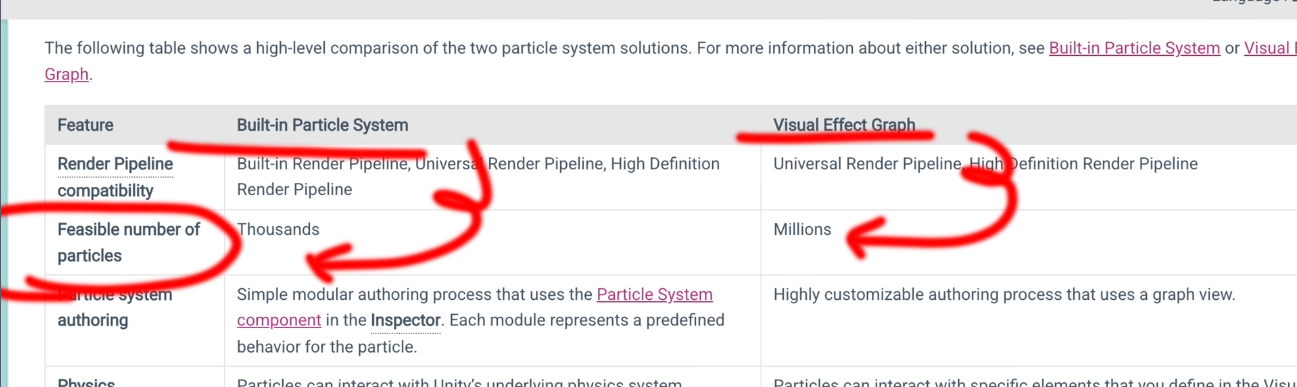 The following table shows a high-level comparison of the two particle system solutions. For more information about either solution, see Built-in Particle System or Visual
Graph.
Feature Built-in Particle System Visual Effect Graph
Render Pipeline Built-in Render Pipeline, Universal Render Pipeline, High Definition Universal Render Pipeline, High Definition Render Pipeline
compatibility Render Pipeline
Feasible number of Thousands Millions
particles
Particle system Simple modular authoring process that uses the Particle System Highly customizable authoring process that uses a graph view.
authoring component in the Inspector. Each module represents a predefined
behavior for the particle.
Physics Particles can interact with Unity's underlying physics system Particles can interact with specific elements that you define in the